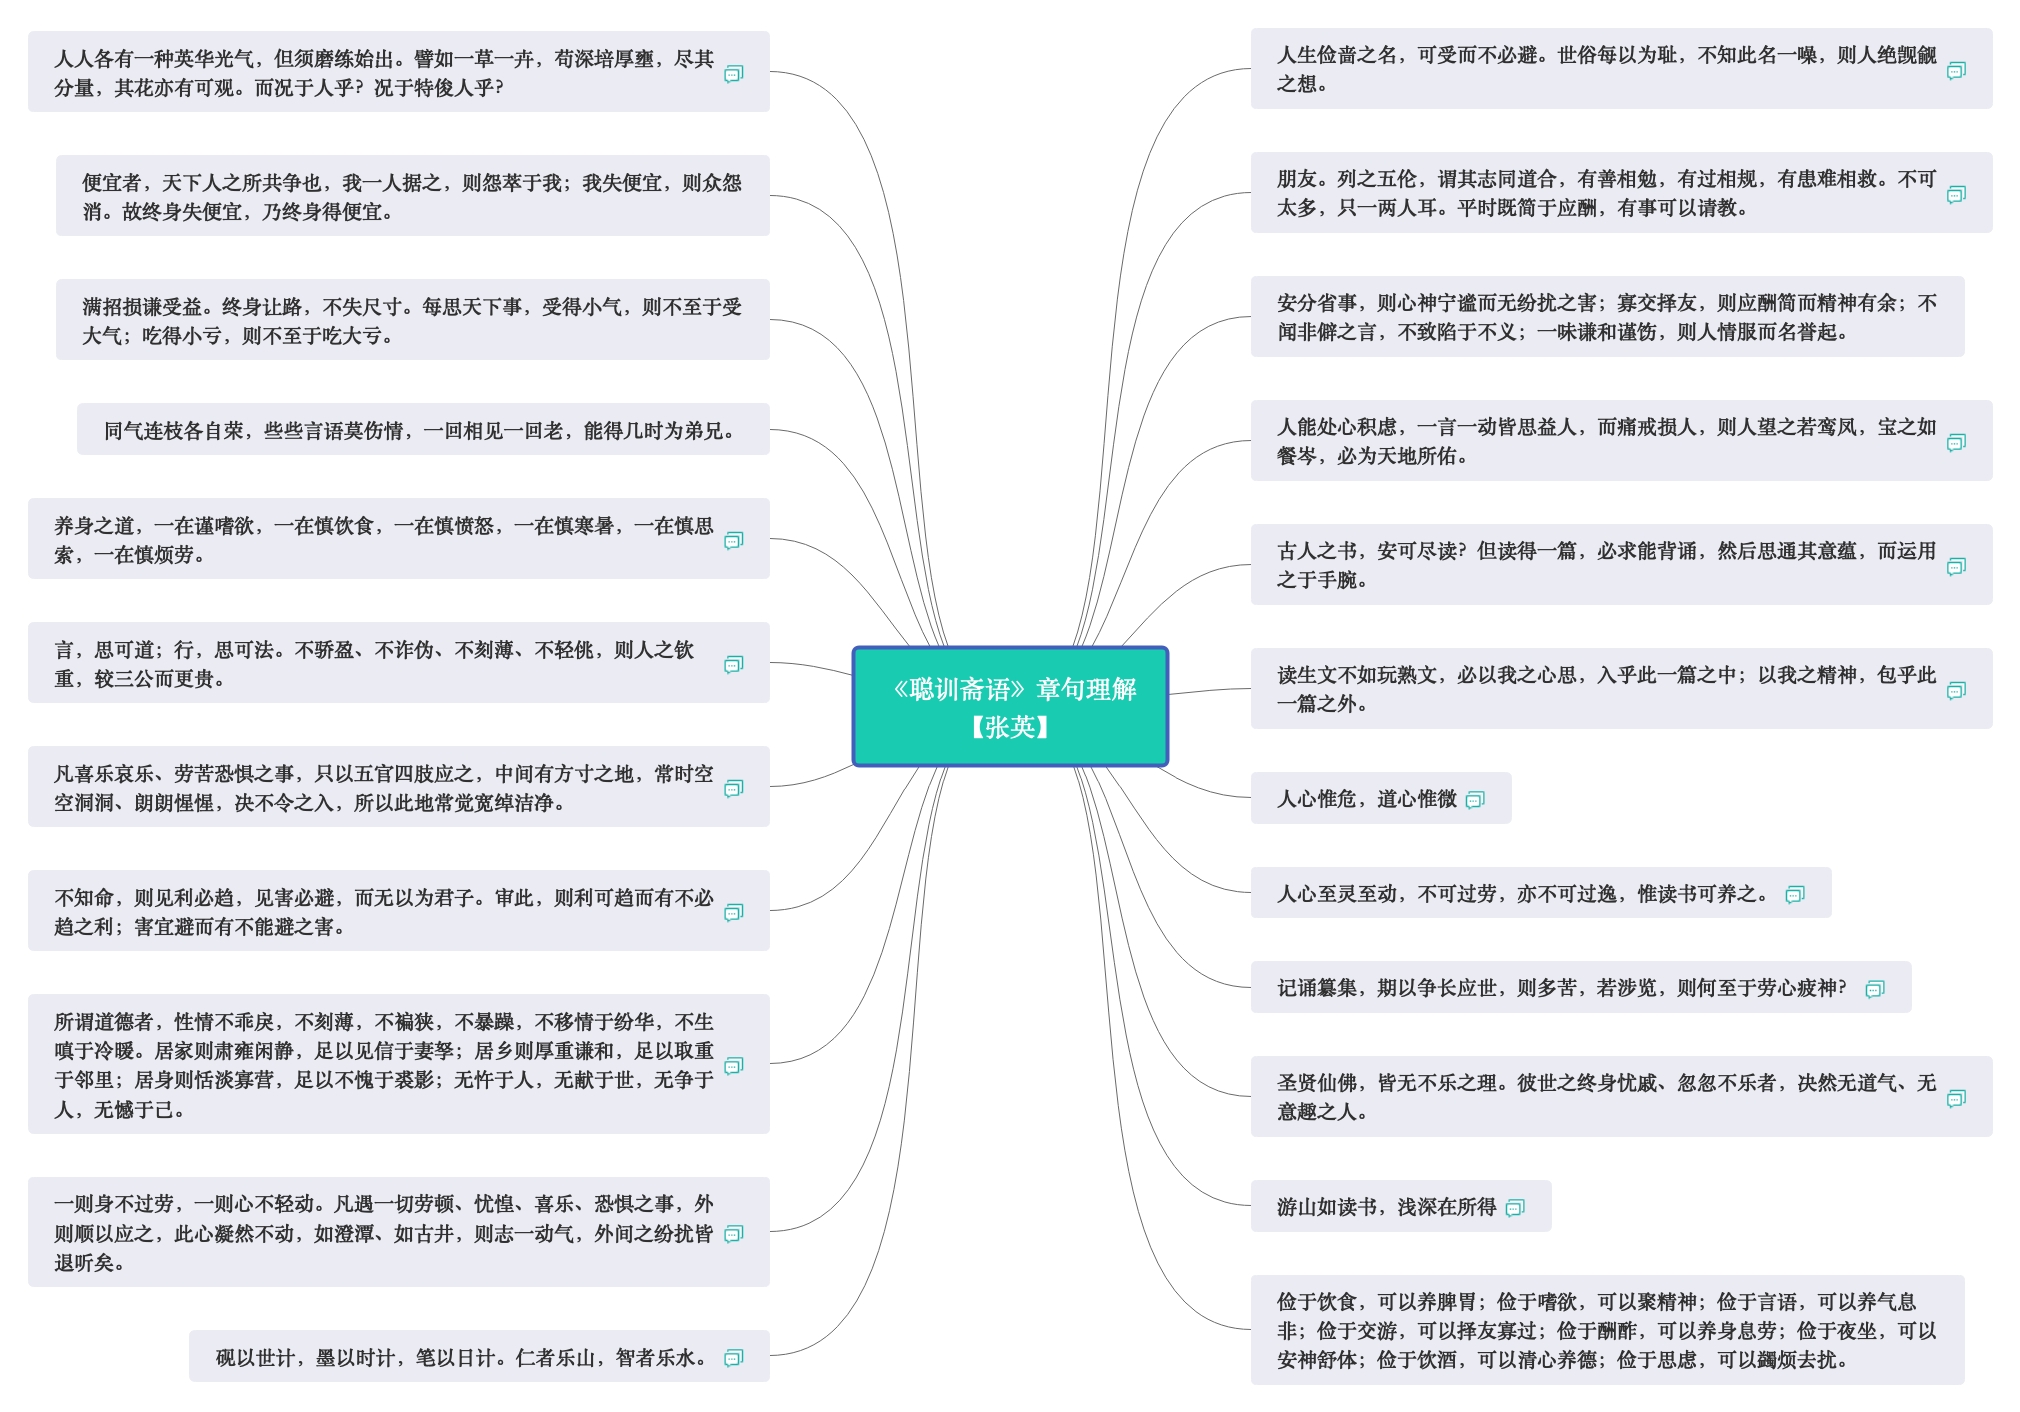 《聪训斋语》章句理解
【张英】
人生俭啬之名，可受而不必避。世俗每以为耻，不知此名一噪，则人绝觊觎
之想。
朋友。列之五伦，谓其志同道合，有善相勉，有过相规，有患难相救。不可
太多，只一两人耳。平时既简于应酬，有事可以请教。
安分省事，则心神宁谧而无纷扰之害；寡交择友，则应酬简而精神有余；不
闻非僻之言，不致陷于不义；一味谦和谨饬，则人情服而名誉起。
人能处心积虑，一言一动皆思益人，而痛戒损人，则人望之若鸾凤，宝之如
餐岑，必为天地所佑。
古人之书，安可尽读？但读得一篇，必求能背诵，然后思通其意蕴，而运用
之于手腕。
读生文不如玩熟文，必以我之心思，入乎此一篇之中；以我之精神，包乎此
一篇之外。
人心惟危，道心惟微
人心至灵至动，不可过劳，亦不可过逸，惟读书可养之。
记诵纂集，期以争长应世，则多苦，若涉览，则何至于劳心疲神？
圣贤仙佛，皆无不乐之理。彼世之终身忧戚、忽忽不乐者，决然无道气、无
意趣之人。
游山如读书，浅深在所得
俭于饮食，可以养脾胃；俭于嗜欲，可以聚精神；俭于言语，可以养气息
非；俭于交游，可以择友寡过；俭于酬酢，可以养身息劳；俭于夜坐，可以
安神舒体；俭于饮酒，可以清心养德；俭于思虑，可以蠲烦去扰。
人人各有一种英华光气，但须磨练始出。譬如一草一卉，苟深培厚壅，尽其
分量，其花亦有可观。而况于人乎？况于特俊人乎？
便宜者，天下人之所共争也，我一人据之，则怨萃于我；我失便宜，则众怨
消。故终身失便宜，乃终身得便宜。
满招损谦受益。终身让路，不失尺寸。每思天下事，受得小气，则不至于受
大气；吃得小亏，则不至于吃大亏。
同气连枝各自荣，些些言语莫伤情，一回相见一回老，能得几时为弟兄。
养身之道，一在谨嗜欲，一在慎饮食，一在慎愤怒，一在慎寒暑，一在慎思
索，一在慎烦劳。
言，思可道；行，思可法。不骄盈、不诈伪、不刻薄、不轻佻，则人之钦
重，较三公而更贵。
凡喜乐哀乐、劳苦恐惧之事，只以五官四肢应之，中间有方寸之地，常时空
空洞洞、朗朗惺惺，决不令之入，所以此地常觉宽绰洁净。
不知命，则见利必趋，见害必避，而无以为君子。审此，则利可趋而有不必
趋之利；害宜避而有不能避之害。
所谓道德者，性情不乖戾，不刻薄，不褊狭，不暴躁，不移情于纷华，不生
嗔于冷暖。居家则肃雍闲静，足以见信于妻孥；居乡则厚重谦和，足以取重
于邻里；居身则恬淡寡营，足以不愧于裘影；无忤于人，无献于世，无争于
人，无憾于己。
一则身不过劳，一则心不轻动。凡遇一切劳顿、忧惶、喜乐、恐惧之事，外
则顺以应之，此心凝然不动，如澄潭、如古井，则志一动气，外间之纷扰皆
退听矣。
砚以世计，墨以时计，笔以日计。仁者乐山，智者乐水。